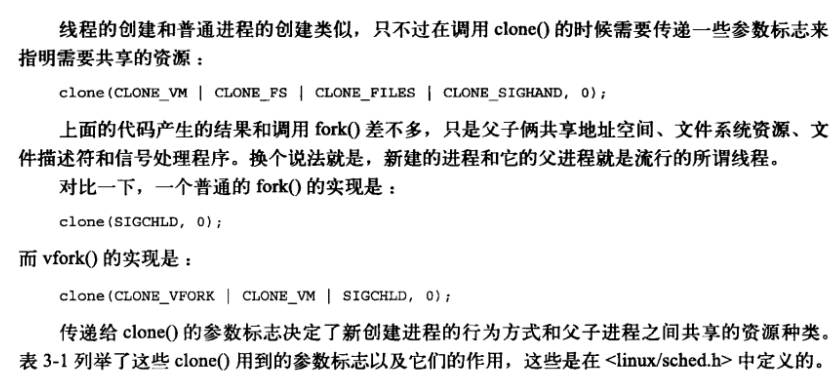 线程的创建和普通进程的创建类似，只不过在调用 clone() 的时候需要传递一些参数标志来
指明需要共享的资源：
clone(CLONE_VM | CLONE_FS | CLONE_FILES | CLONE_SIGHAND, 0);
上面的代码产生的结果和调用 fork() 差不多，只是父子俩共享地址空间、文件系统资源、文
件描述符和信号处理程序。换个说法就是，新建的进程和它的父进程就是流行的所谓线程。
对比一下，一个普通的 fork() 的实现是：
clone(SIGCHLD, 0);
而 vfork() 的实现是：
clone(CLONE_VFORK | CLONE_VM | SIGCHLD, 0);
传递给 clone() 的参数标志决定了新创建进程的行为方式和父子进程之间共享的资源种类。
表 3-1 列举了这些 clone() 用到的参数标志以及它们的作用，这些是在 <linux/sched.h> 中定义的。